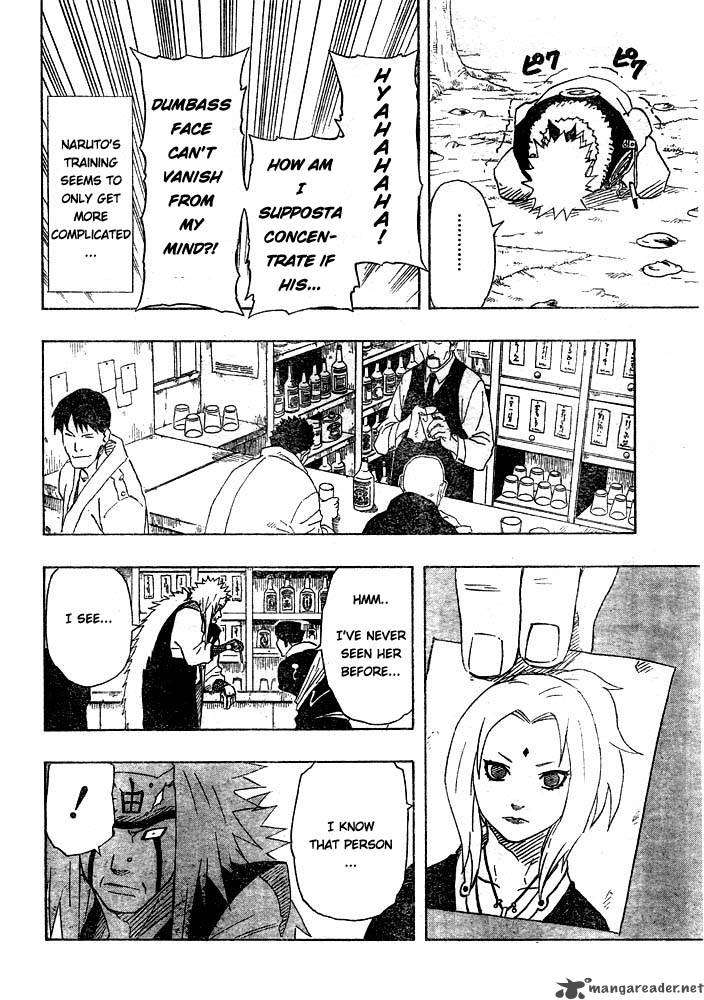 ピク
ピク
.........
HYAHAHAHA!
HOW AM
I
SUPPOSTA
CONCEN-
TRATE IF
HIS...
DUMBASS
FACE
CAN'T
VANISH
FROM
MY
MIND?!
NARUTO'S
TRAINING
SEEMS TO
ONLY GET
MORE
COMPLICATED
...
HMM..
I'VE NEVER
SEEN HER
BEFORE...
I SEE...
I KNOW
THAT PERSON
...
!
mangareader.net